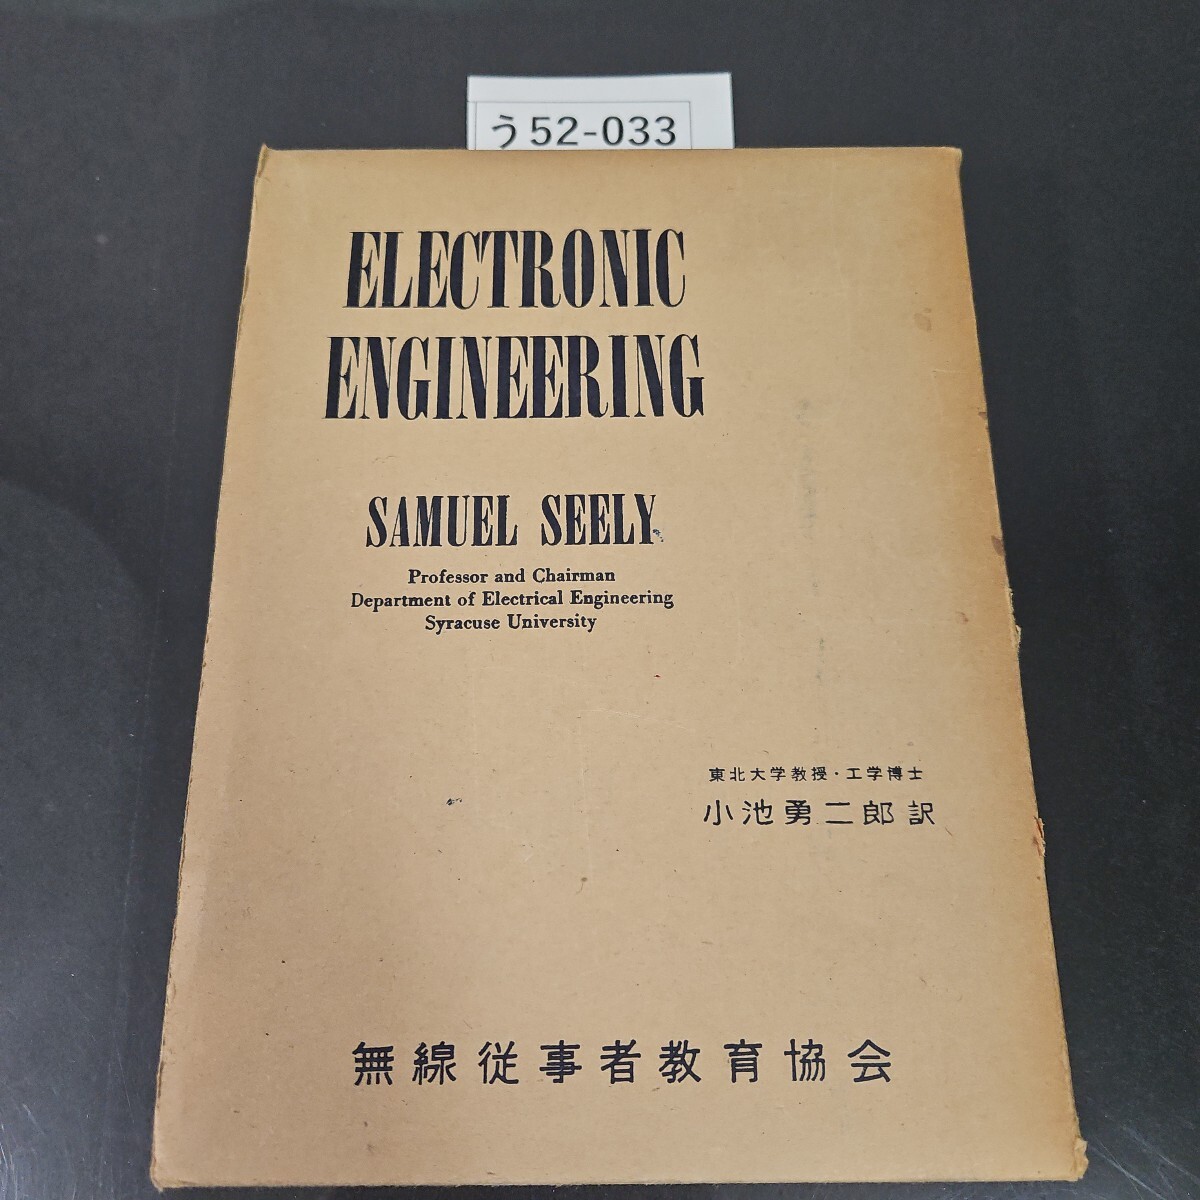 う52-033
ELECTRONIC
ENGINEERING
SAMUEL SEELY
Professor and Chairman
Department of Electrical Engineering
Syracuse University
東北大学教授・工学博士
小池勇二郎訳
無線従事者教育協会